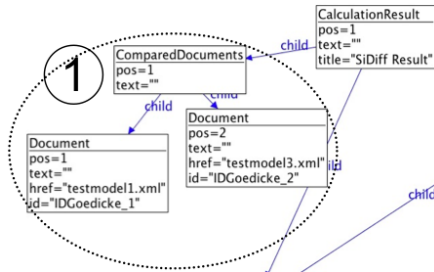 CalculationResult
pos=1
text=""
title="SiDiff Result"
child
1
ComparedDocuments
pos=1
text=""
child
child
Document
pos=1
text=""
href="testmodel1.xml"
id="IDGoedicke_1"
Document
pos=2
text=""
href="testmodel3.xml"
id="IDGoedicke_2"
child